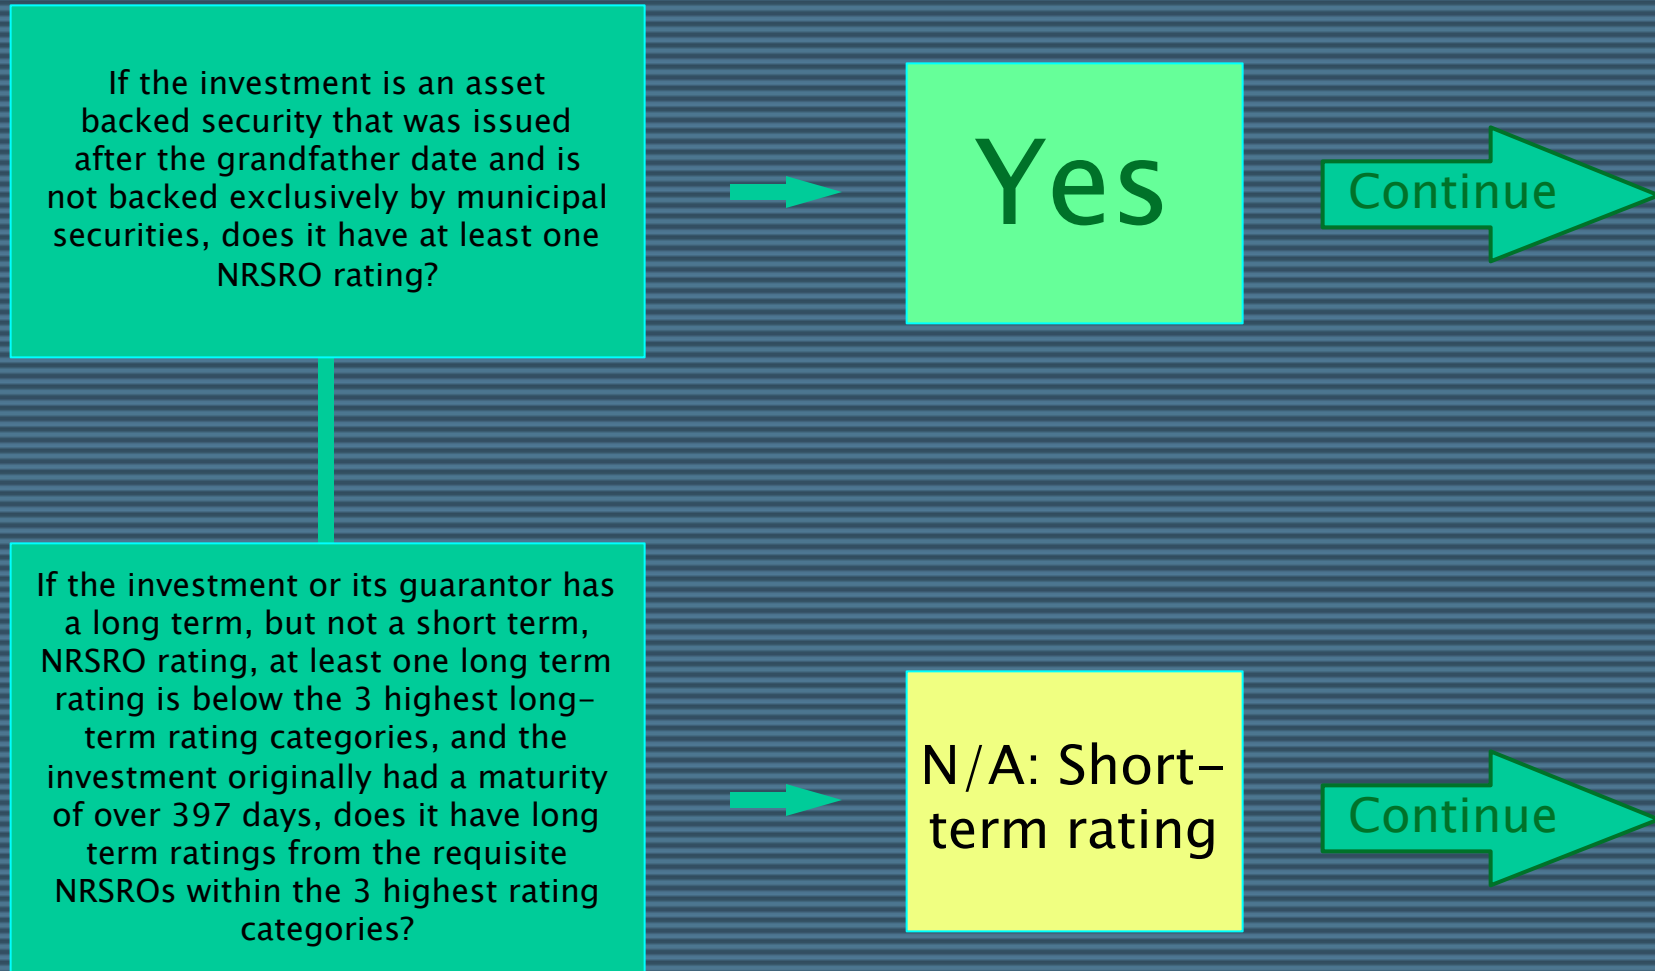 If the investment is an asset
backed security that was issued
after the grandfather date and is
not backed exclusively by municipal
securities, does it have at least one
NRSRO rating?
Yes
Continue
If the investment or its guarantor has
a long term, but not a short term,
NRSRO rating, at least one long term
rating is below the 3 highest long-
term rating categories, and the
investment originally had a maturity
of over 397 days, does it have long
term ratings from the requisite
NRSROs within the 3 highest rating
categories?
N/A: Short-
term rating
Continue